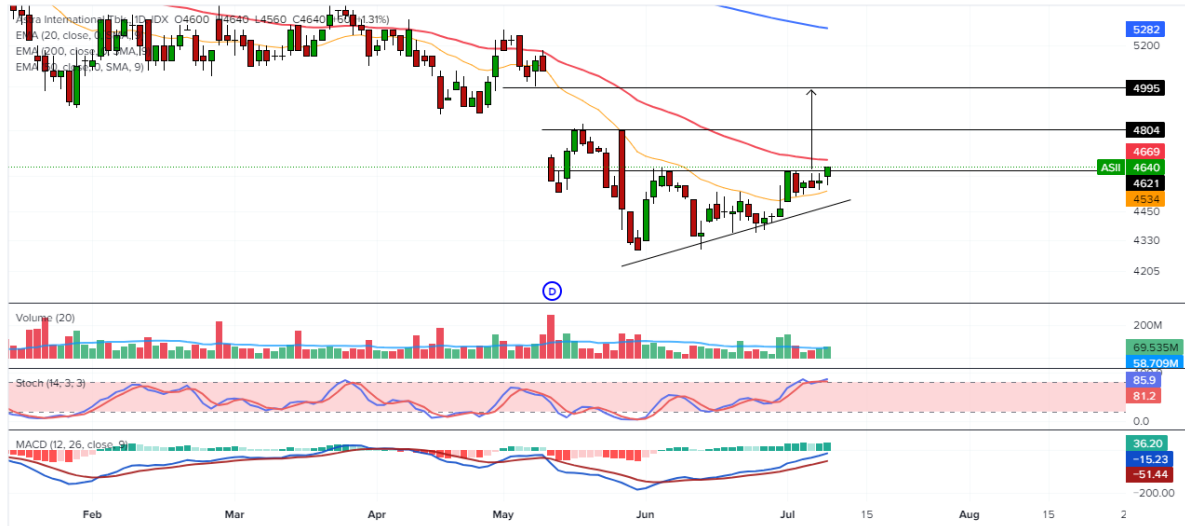 Astra International Tbk, 1D, IDX O4600 H4640 L4560 C4640 +60 (+1.31%)
EMA (20, close, 0, SMA, 9)
EMA (200, close, 0, SMA, 9)
EMA (50, close, 0, SMA, 9)
5282
5200
4995
4804
4669
ASII 4640
4621
4534
4450
4330
4205
D
Volume (20)
200M
69.535M
58.709M
Stoch (14, 3, 3)
85.9
81.2
0.0
MACD (12, 26, close, 9)
36.20
−15.23
−51.44
−200.00
Feb Mar Apr May Jun Jul 15 Aug 15 2